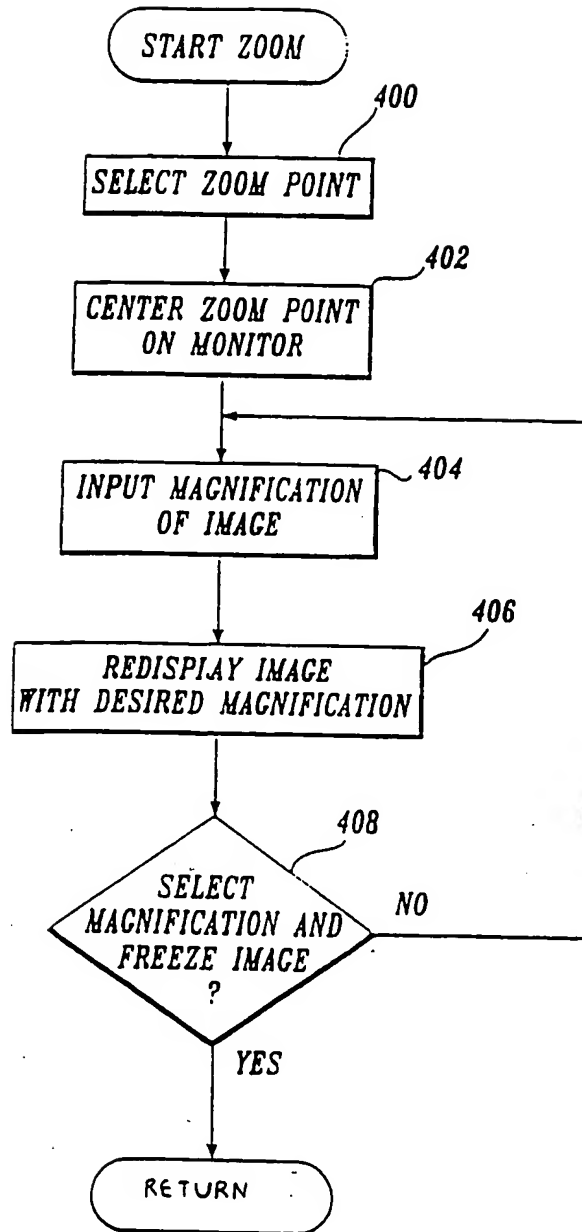 START ZOOM
400
SELECT ZOOM POINT
402
CENTER ZOOM POINT
ON MONITOR
404
INPUT MAGNIFICATION
OF IMAGE
406
REDISPLAY IMAGE
WITH DESIRED MAGNIFICATION
408
SELECT
MAGNIFICATION AND
FREEZE IMAGE
?
NO
YES
RETURN